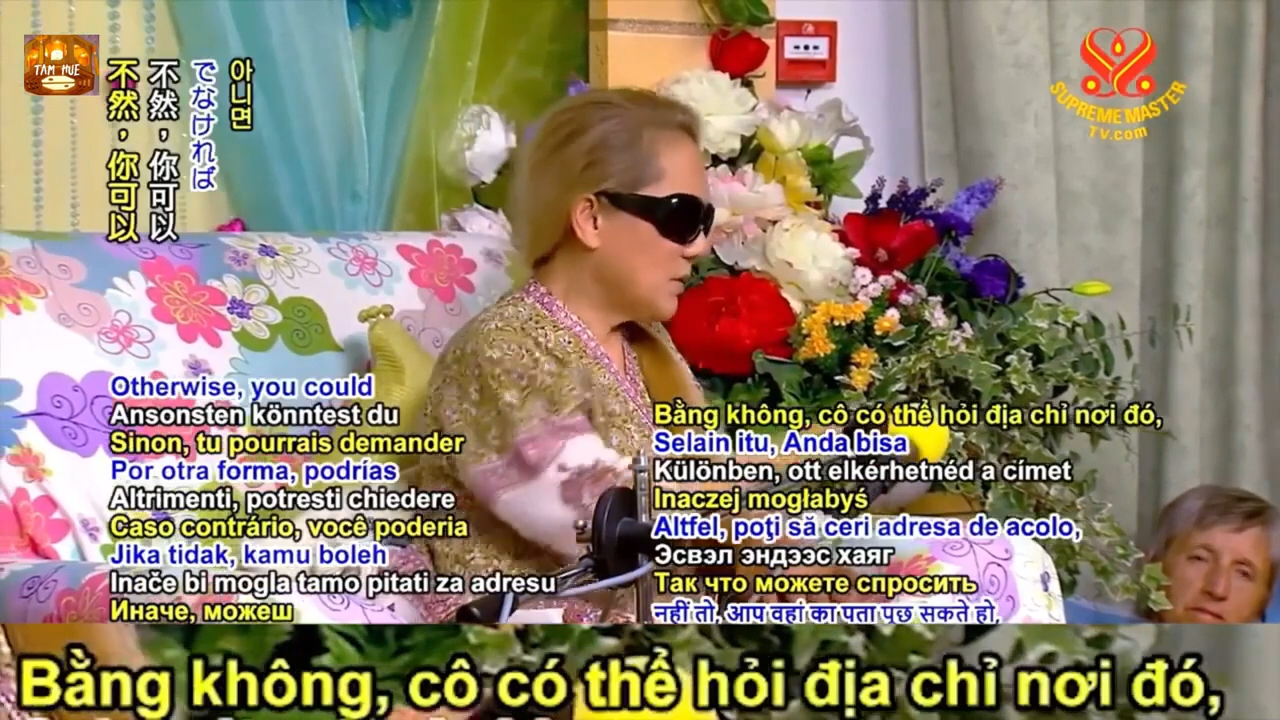 TAM HUE
아니면
でなければ
不然，你可以
不然，你可以
SUPREME MASTER
TV.com
Otherwise, you could
Ansonsten könntest du
Sinon, tu pourrais demander
Por otra forma, podrías
Altrimenti, potresti chiedere
Caso contrário, você poderia
Jika tidak, kamu boleh
Inače bi mogla tamo pitati za adresu
Иначе, можеш
Bằng không, cô có thể hỏi địa chỉ nơi đó,
Selain itu, Anda bisa
Különben, ott elkérhetnéd a címet
Inaczej mogłabyś
Altfel, poţi să ceri adresa de acolo,
Эсвэл эндээс хаяг
Так что можете спросить
नहीं तो, आप वहां का पता पूछ सकते हो,
Bằng không, cô có thể hỏi địa chỉ nơi đó,